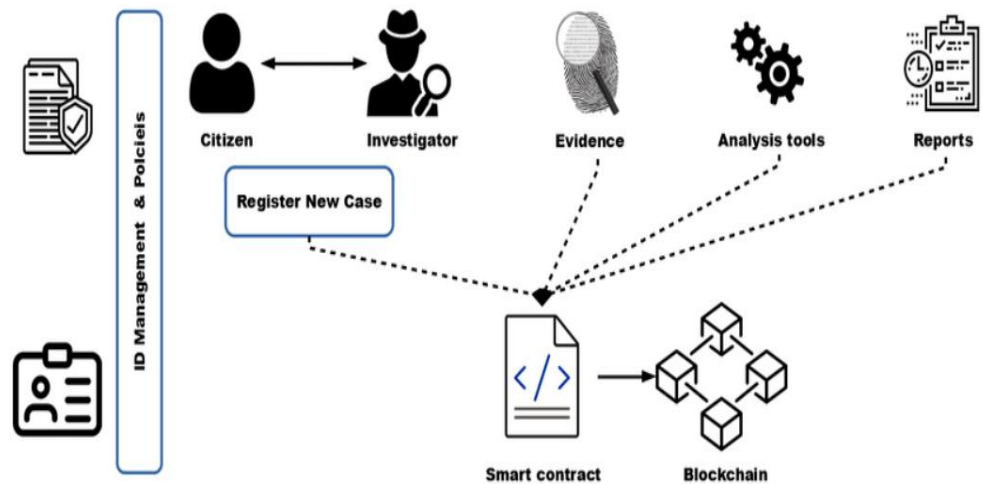 ID Management & Polcieis
Citizen
Investigator
Evidence
Analysis tools
Reports
Register New Case
</>
Smart contract
Blockchain